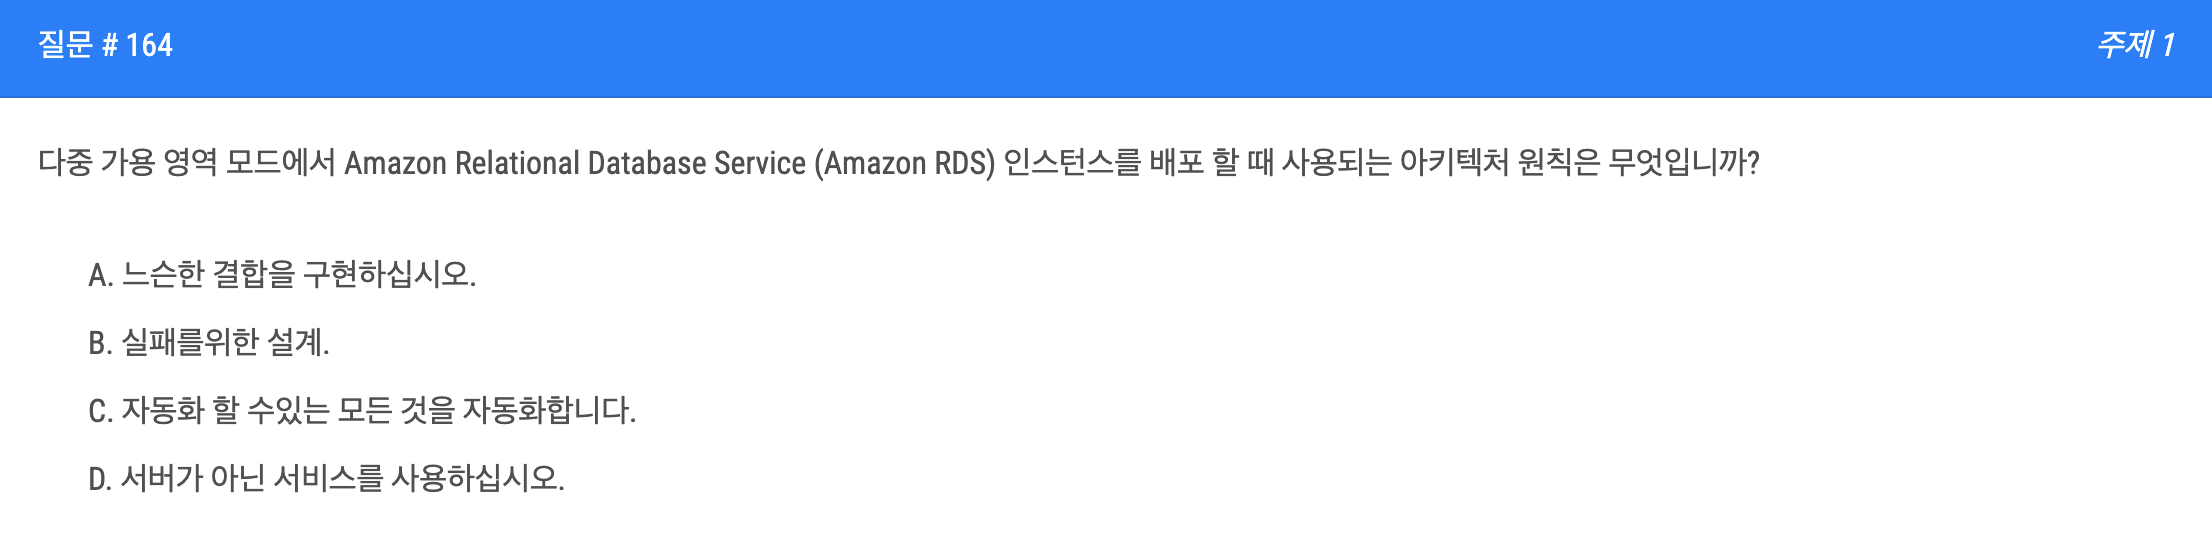 질문 # 164
주제 1
다중 가용 영역 모드에서 Amazon Relational Database Service (Amazon RDS) 인스턴스를 배포 할 때 사용되는 아키텍처 원칙은 무엇입니까?
A. 느슨한 결합을 구현하십시오.
B. 실패를위한 설계.
C. 자동화 할 수있는 모든 것을 자동화합니다.
D. 서버가 아닌 서비스를 사용하십시오.